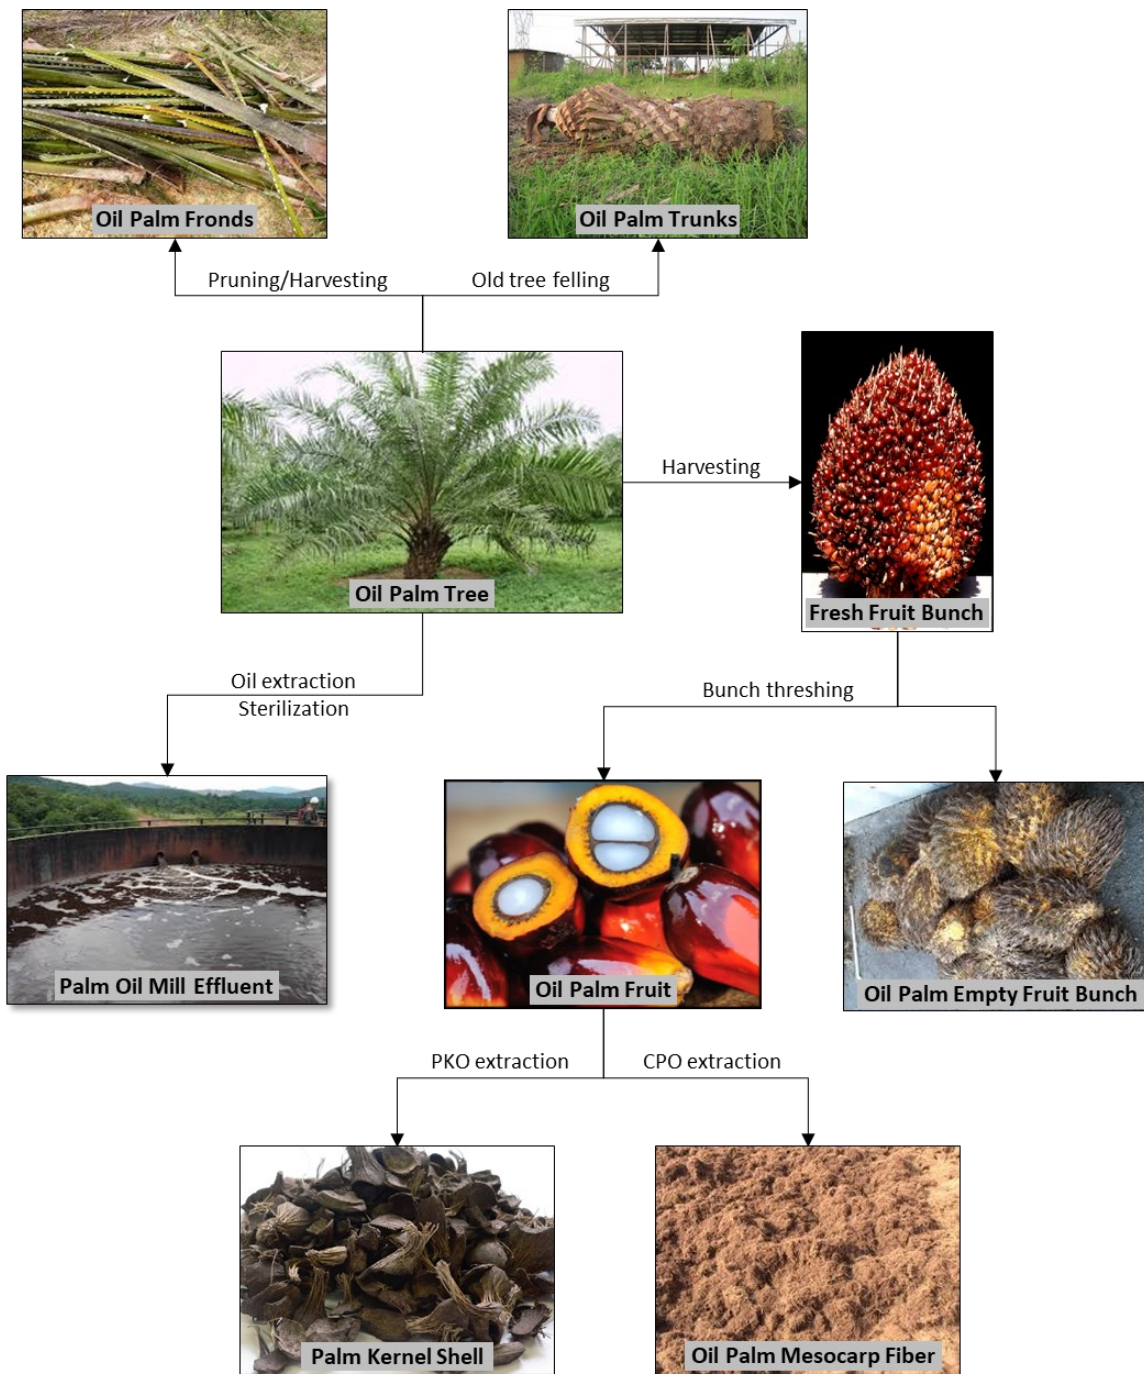 Oil Palm Fronds
Oil Palm Trunks
Pruning/Harvesting
Old tree felling
Harvesting
Oil Palm Tree
Fresh Fruit Bunch
Oil extraction
Sterilization
Bunch threshing
Palm Oil Mill Effluent
Oil Palm Fruit
Oil Palm Empty Fruit Bunch
PKO extraction
CPO extraction
Palm Kernel Shell
Oil Palm Mesocarp Fiber